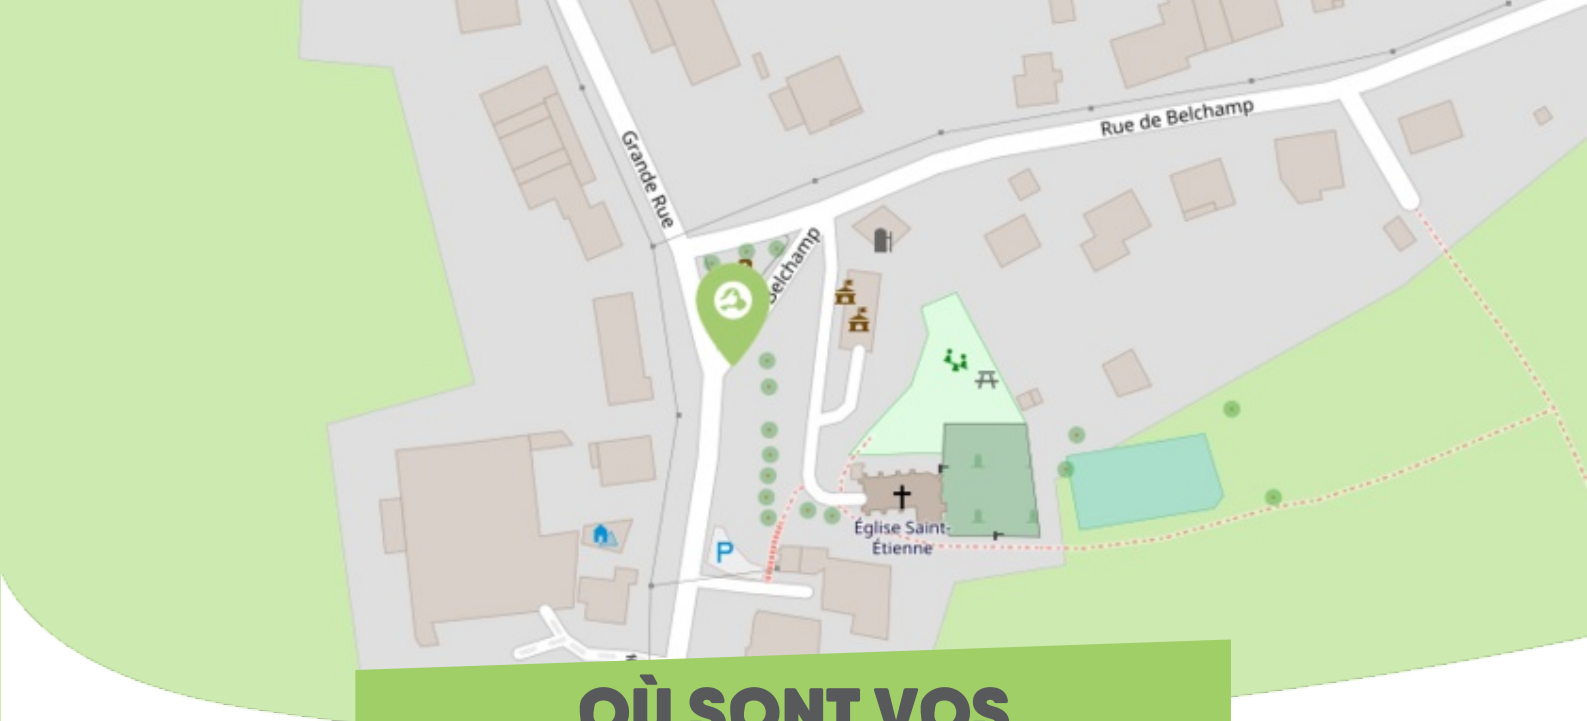 Grande Rue
Rue de Belchamp
Belchamp
P
Église Saint-
Étienne
OÙ SONT VOS